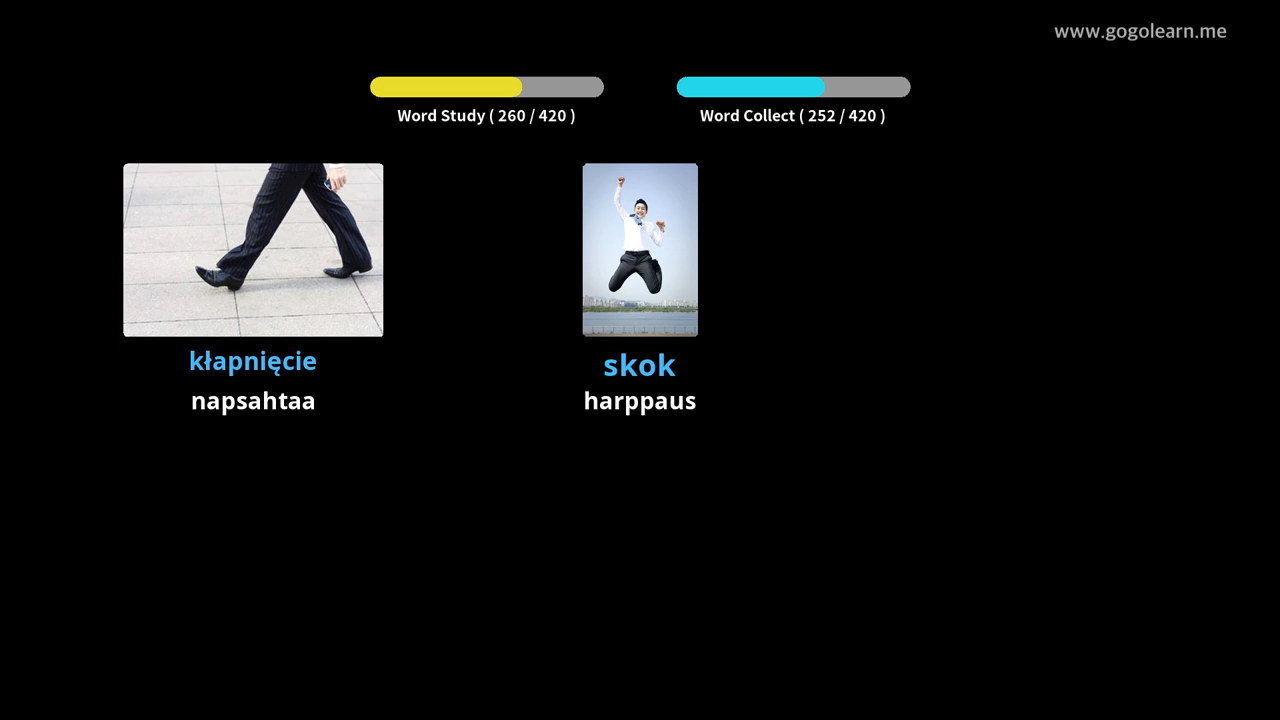 www.gogolearn.me
Word Study ( 260 / 420 )
Word Collect ( 252 / 420 )
kłapnięcie
napsahtaa
skok
harppaus